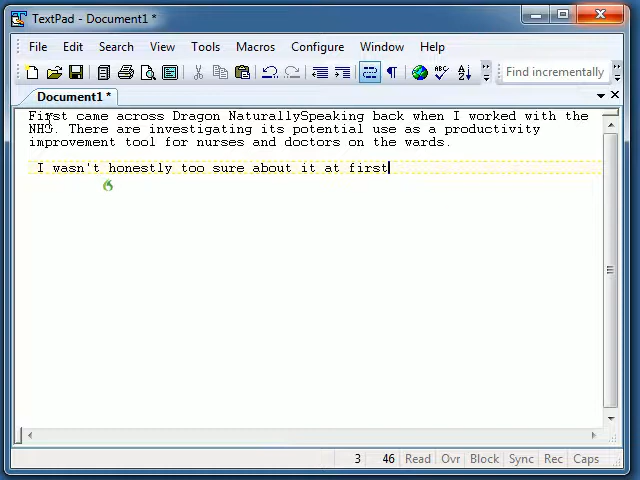 TextPad - Document1 *
File Edit Search View Tools Macros Configure Window Help
Find incrementally
Document1 *
First came across Dragon NaturallySpeaking back when I worked with the
NHS. There are investigating its potential use as a productivity
improvement tool for nurses and doctors on the wards.
I wasn't honestly too sure about it at first
3 46 Read Ovr Block Sync Rec Caps